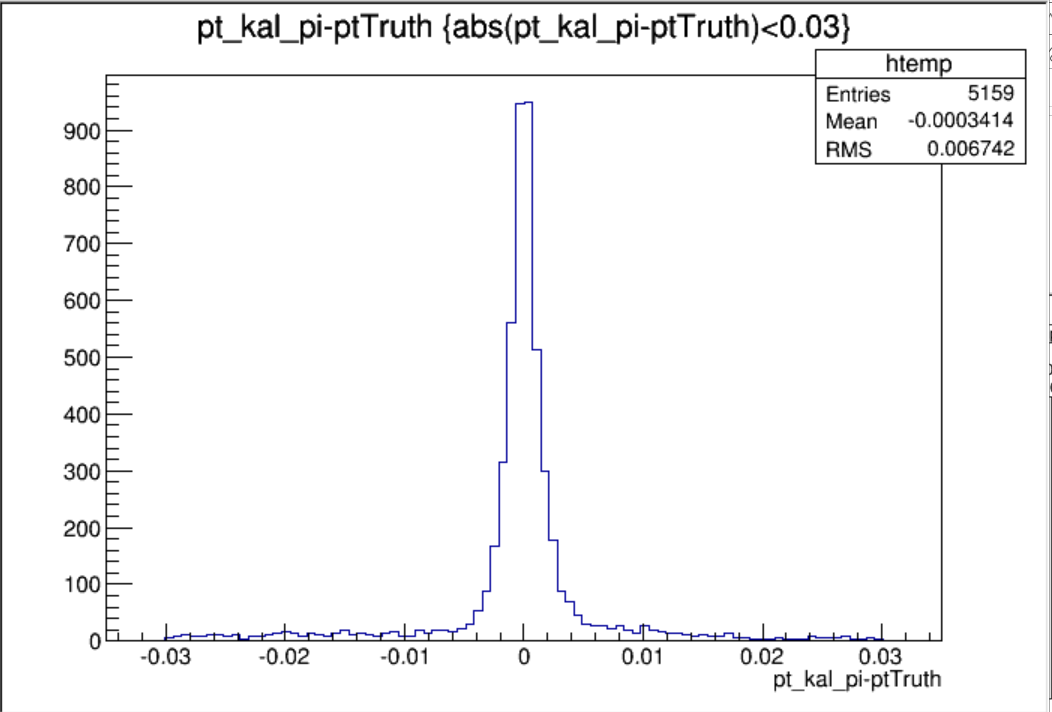 pt_kal_pi-ptTruth {abs(pt_kal_pi-ptTruth)<0.03}
htemp
Entries 5159
Mean -0.0003414
RMS 0.006742
900
800
700
600
500
400
300
200
100
0
-0.03 -0.02 -0.01 0 0.01 0.02 0.03
pt_kal_pi-ptTruth